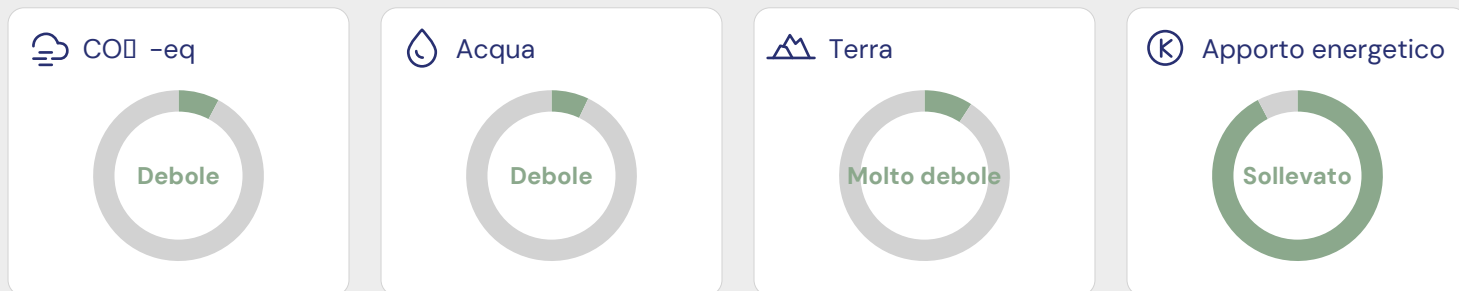 CO▯ -eq
Debole
Acqua
Debole
Terra
Molto debole
Apporto energetico
Sollevato